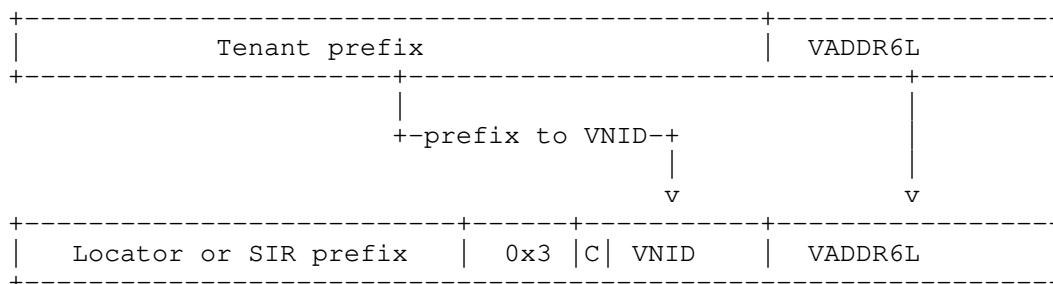 Tenant prefix | VADDR6L
+-prefix to VNID-+
v v
Locator or SIR prefix | 0x3 |C| VNID | VADDR6L